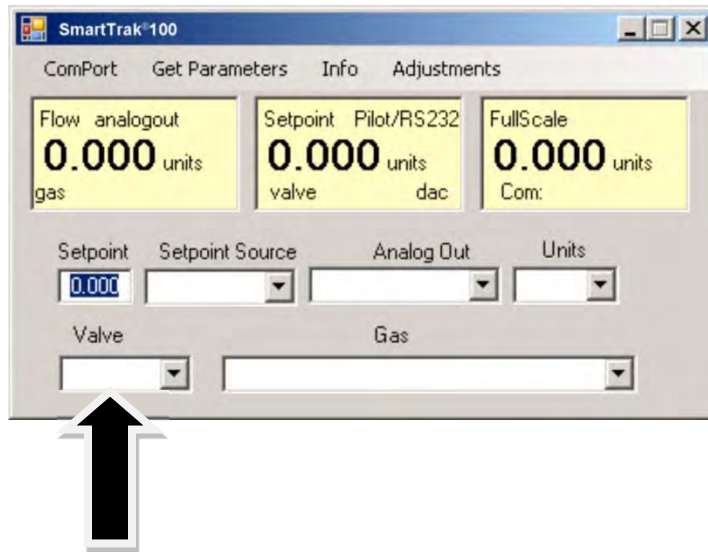 SmartTrak®100
ComPort Get Parameters Info Adjustments
Flow analogout
0.000 units
gas
Setpoint Pilot/RS232
0.000 units
valve dac
FullScale
0.000 units
Com:
Setpoint Setpoint Source Analog Out Units
0.000
Valve Gas